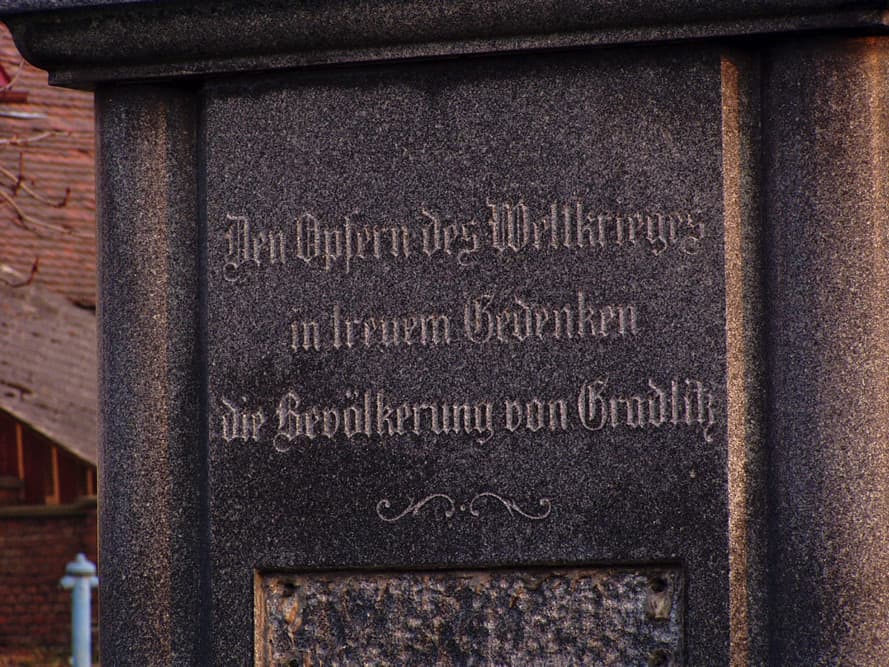 Den Opfern des Weltkrieges
in treuem Gedenken
die Bevölkerung von Gradlitz